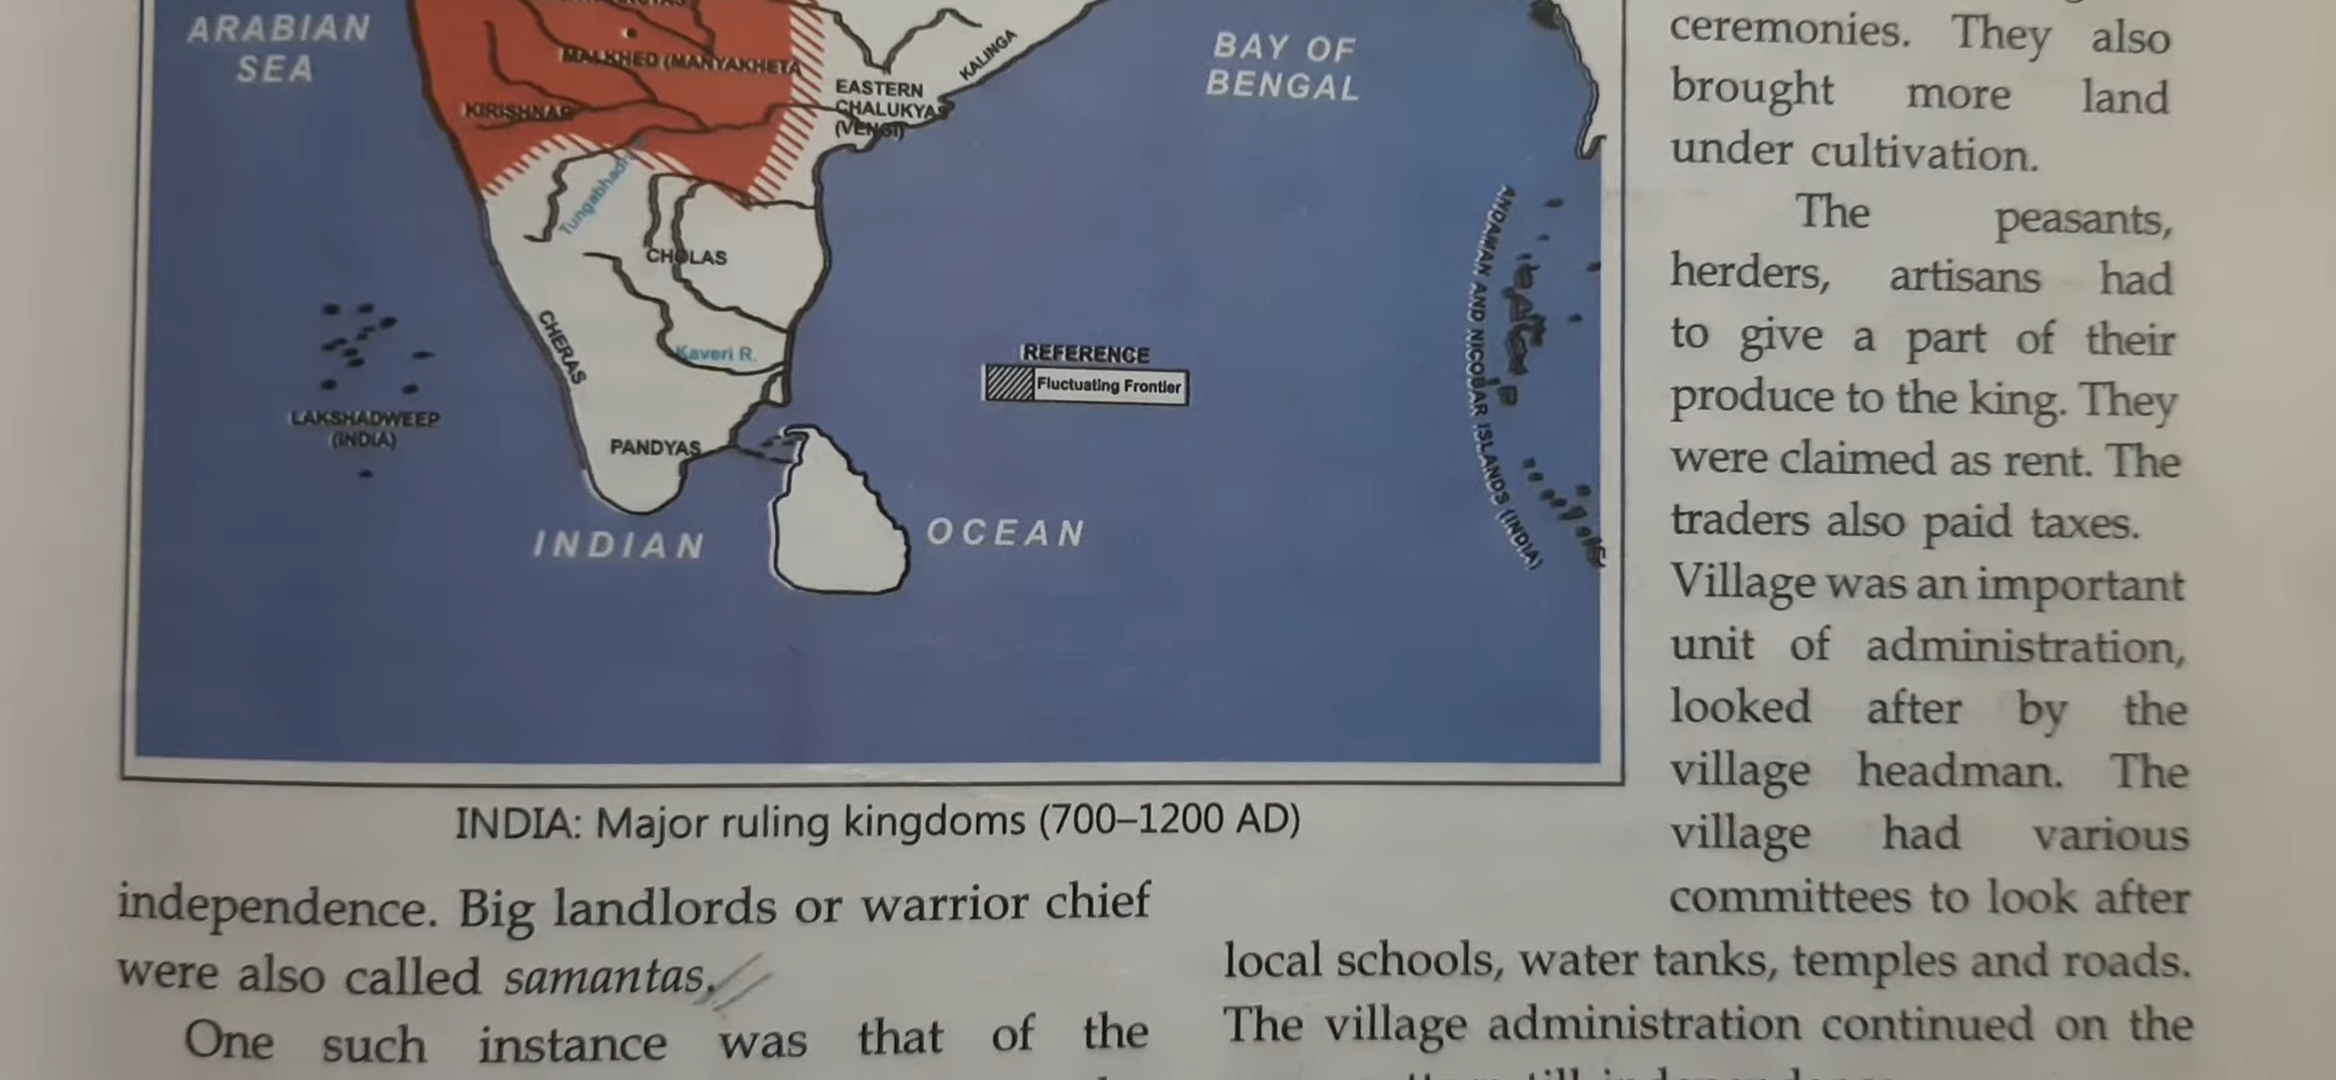 ARABIAN
SEA
MALKHED (MANYAKHETA
KIRISHNAR
EASTERN
CHALUKYAS
(VENGI)
KALINGA
BAY OF
BENGAL
CHOLAS
CHERAS
Kaveri R.
PANDYAS
LAKSHADWEEP
(INDIA)
REFERENCE
Fluctuating Frontier
ANDAMAN AND NICOBAR ISLANDS (INDIA)
INDIAN OCEAN
INDIA: Major ruling kingdoms (700–1200 AD)
independence. Big landlords or warrior chief
were also called samantas.
One such instance was that of the
ceremonies. They also
brought more land
under cultivation.
The peasants,
herders, artisans had
to give a part of their
produce to the king. They
were claimed as rent. The
traders also paid taxes.
Village was an important
unit of administration,
looked after by the
village headman. The
village had various
committees to look after
local schools, water tanks, temples and roads.
The village administration continued on the